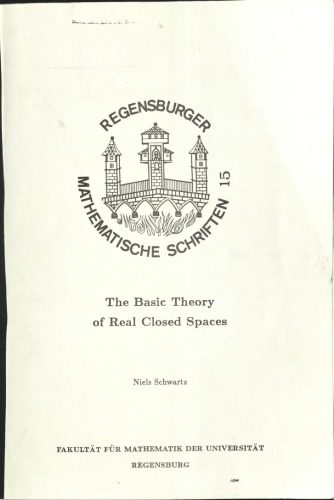 REGENSBURGER
MATHEMATISCHE SCHRIFTEN 15
The Basic Theory
of Real Closed Spaces
Niels Schwartz
FAKULTÄT FÜR MATHEMATIK DER UNIVERSITÄT
REGENSBURG